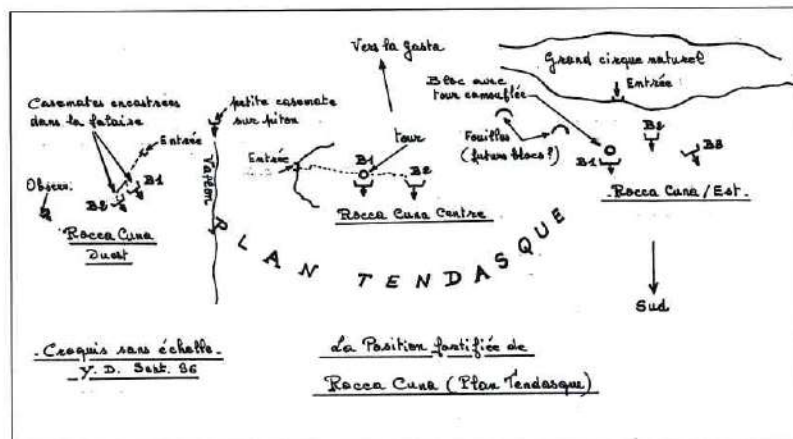 Vers la Gasta
Grand cirque naturel
Entrée
Bloc avec
tour camouflée
Casemates encastrées
dans la falaise
petite casemate
sur piton
Entrée
tour
Fouilles
(futurs blocs?)
B2
B3
B1
Entrée
B1
B2
Observ.
B1
B2
Rocca Cuna
Ouest
Rocca Cuna Centre
Rocca Cuna/Est.
PLAN TENDASQUE
Sud
Croquis sans échelle.
Y. D. Sept. 86
La Position fortifiée de
Rocca Cuna (Plan Tendasque)